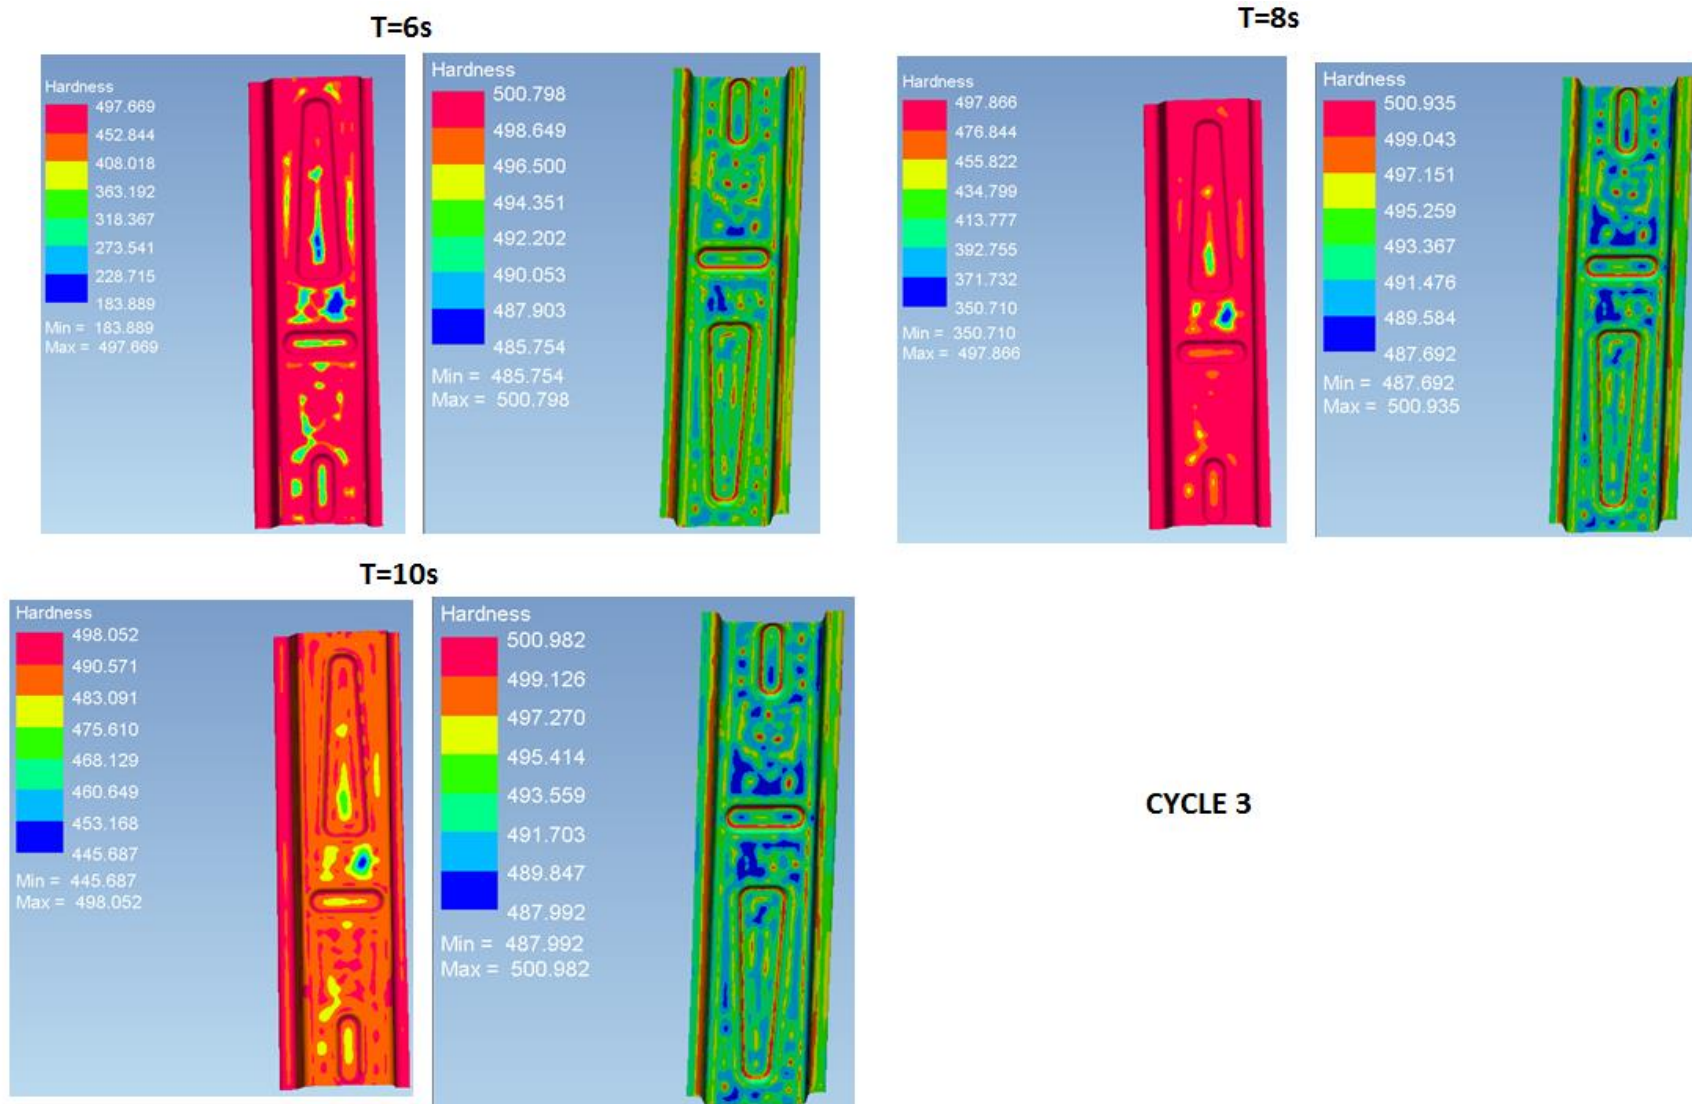 T=6s
Hardness
497.669
452.844
408.018
363.192
318.367
273.541
228.715
183.889
Min = 183.889
Max = 497.669
Hardness
500.798
498.649
496.500
494.351
492.202
490.053
487.903
485.754
Min = 485.754
Max = 500.798
T=8s
Hardness
497.866
476.844
455.822
434.799
413.777
392.755
371.732
350.710
Min = 350.710
Max = 497.866
Hardness
500.935
499.043
497.151
495.259
493.367
491.476
489.584
487.692
Min = 487.692
Max = 500.935
T=10s
Hardness
498.052
490.571
483.091
475.610
468.129
460.649
453.168
445.687
Min = 445.687
Max = 498.052
Hardness
500.982
499.126
497.270
495.414
493.559
491.703
489.847
487.992
Min = 487.992
Max = 500.982
CYCLE 3